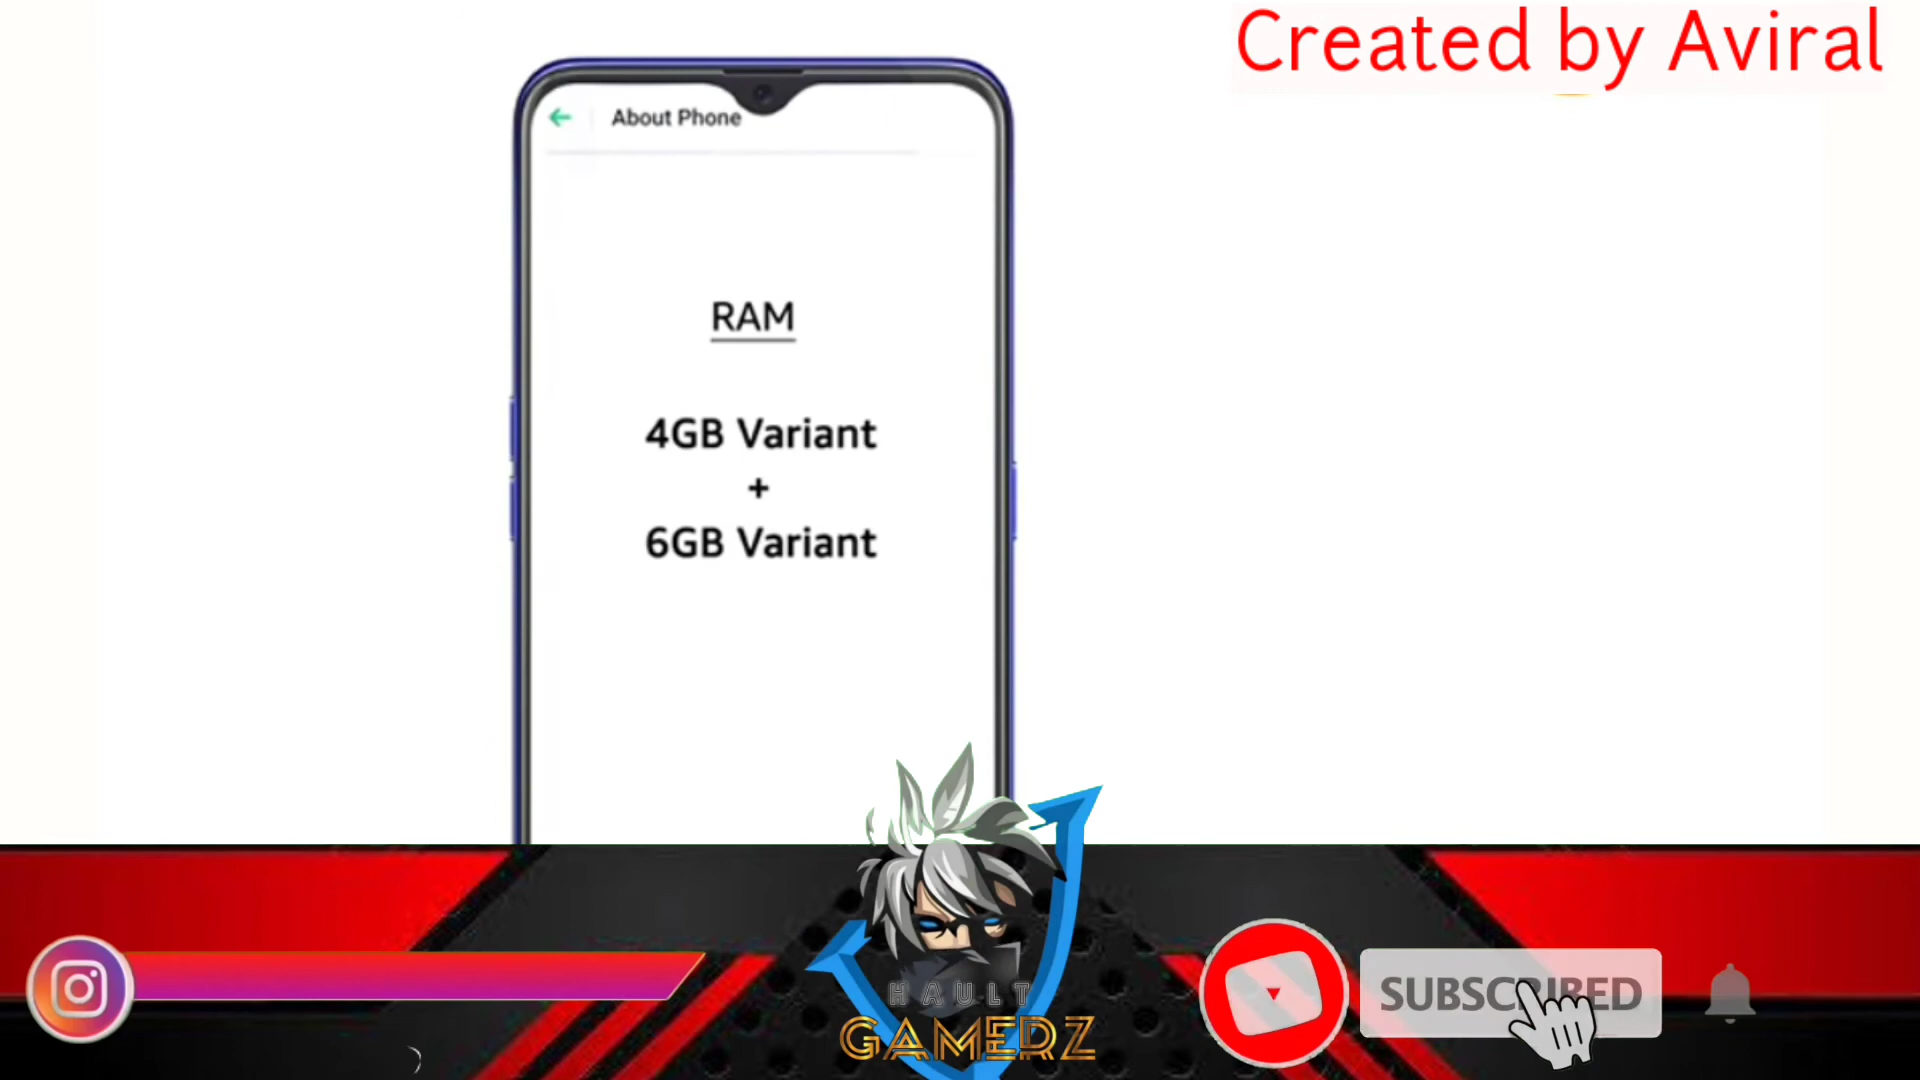 Created by Aviral
About Phone
RAM
4GB Variant
+
6GB Variant
HAULT
GAMERZ
SUBSCRIBED